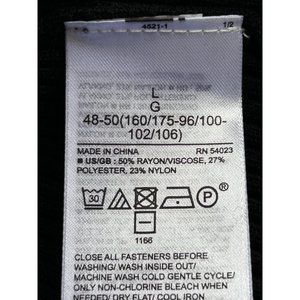 4521-1 1/2
L
G
48-50(160/175-96/100-
102/106)
MADE IN CHINA RN 54023
US/GB: 50% RAYON/VISCOSE, 27%
POLYESTER, 23% NYLON
30
1166
CLOSE ALL FASTENERS BEFORE
WASHING/ WASH INSIDE OUT/
MACHINE WASH COLD GENTLE CYCLE/
ONLY NON-CHLORINE BLEACH WHEN
NEEDED/ DRY FLAT/ COOL IRON